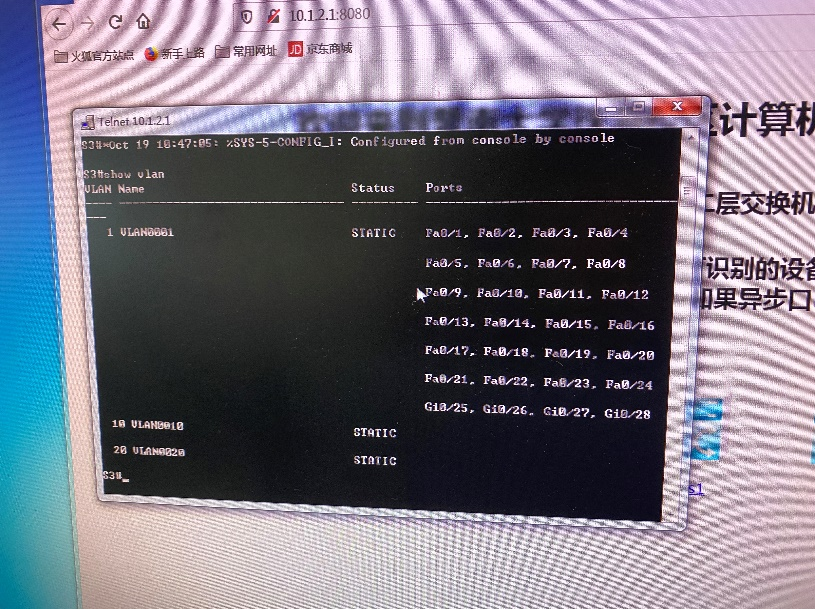 10.1.2.1:8080
火狐官方站点 新手上路 常用网址 JD 京东商城
Telnet 10.1.2.1
S3#*Oct 19 10:47:05: %SYS-5-CONFIG_I: Configured from console by console
S3#show vlan
VLAN Name Status Ports
1 VLAN0001 STATIC Fa0/1, Fa0/2, Fa0/3, Fa0/4
Fa0/5, Fa0/6, Fa0/7, Fa0/8
Fa0/9, Fa0/10, Fa0/11, Fa0/12
Fa0/13, Fa0/14, Fa0/15, Fa0/16
Fa0/17, Fa0/18, Fa0/19, Fa0/20
Fa0/21, Fa0/22, Fa0/23, Fa0/24
Gi0/25, Gi0/26, Gi0/27, Gi0/28
10 VLAN0010 STATIC
20 VLAN0020 STATIC
S3#_
计算机
二层交换机
识别的设备
如果异步口
s1